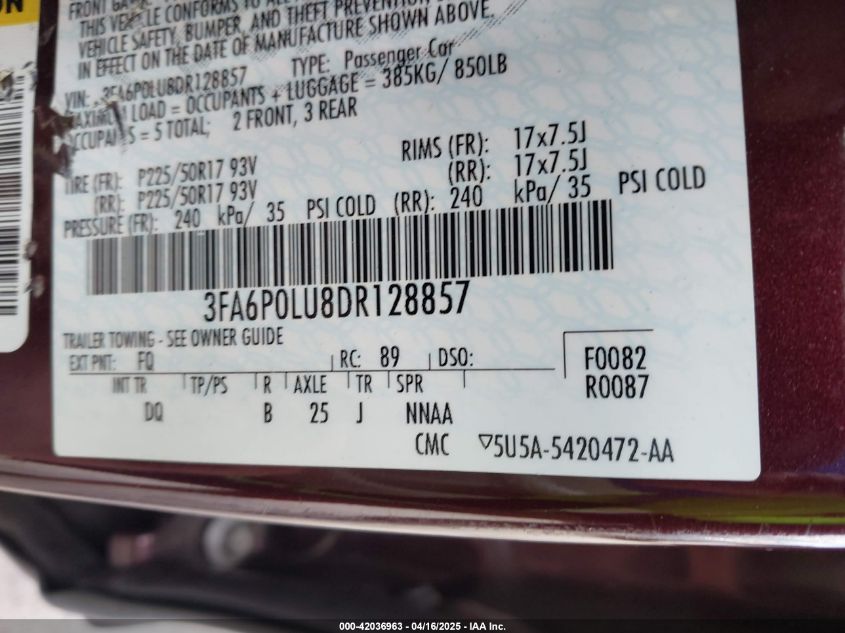 ON
FRONT GA
THIS VEHICLE CONFORMS TO ALL
VEHICLE SAFETY, BUMPER, AND THEFT PREVENTION
IN EFFECT ON THE DATE OF MANUFACTURE SHOWN ABOVE.
VIN: 3FA6P0LU8DR128857 TYPE: Passenger Car
MAXIMUM LOAD = OCCUPANTS + LUGGAGE = 385KG/ 850LB
OCCUPANTS = 5 TOTAL; 2 FRONT, 3 REAR
TIRE (FR): P225/50R17 93V RIMS (FR): 17x7.5J
(RR): P225/50R17 93V (RR): 17x7.5J
PRESSURE (FR): 240 kPa/ 35 PSI COLD (RR): 240 kPa/ 35 PSI COLD
3FA6P0LU8DR128857
TRAILER TOWING - SEE OWNER GUIDE
EXT PNT: FQ RC: 89 DSO: F0082
INT TR TP/PS R AXLE TR SPR R0087
DQ B 25 J NNAA
CMC ▽5U5A-5420472-AA
000-42036963 - 04/16/2025 - IAA Inc.